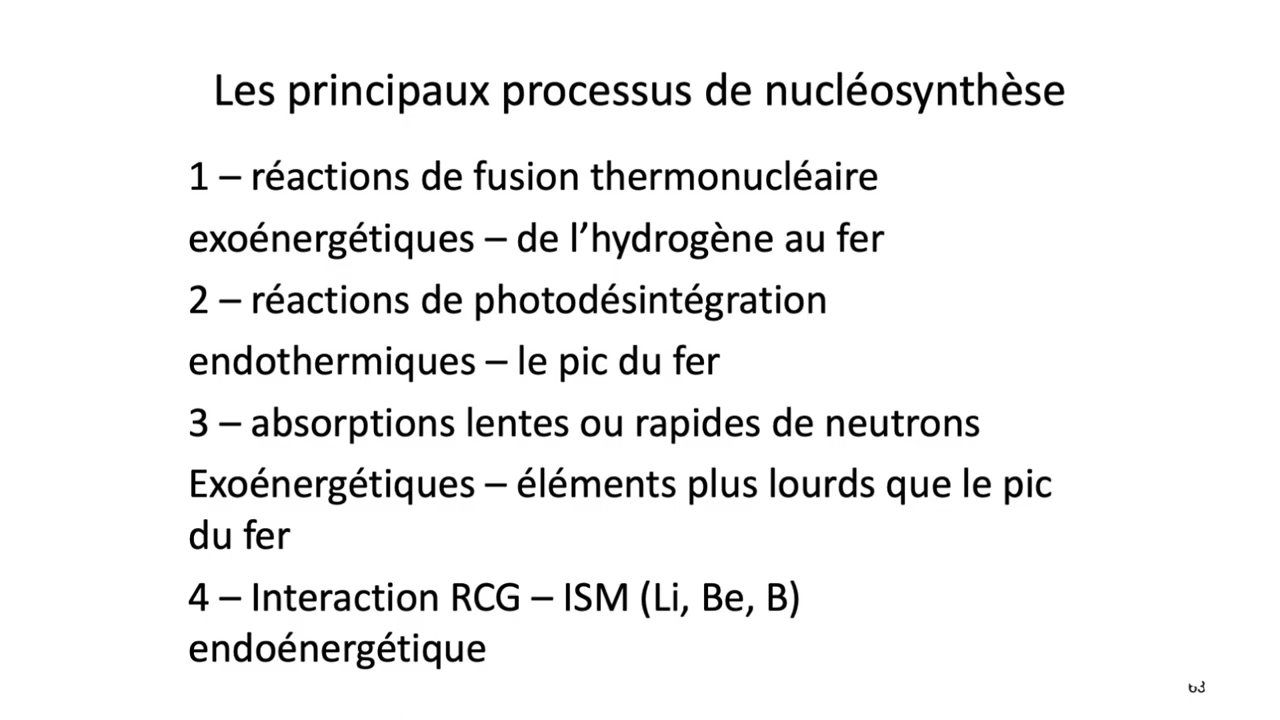 Les principaux processus de nucléosynthèse
1 – réactions de fusion thermonucléaire
exoénergétiques – de l’hydrogène au fer
2 – réactions de photodésintégration
endothermiques – le pic du fer
3 – absorptions lentes ou rapides de neutrons
Exoénergétiques – éléments plus lourds que le pic
du fer
4 – Interaction RCG – ISM (Li, Be, B)
endoénergétique
63